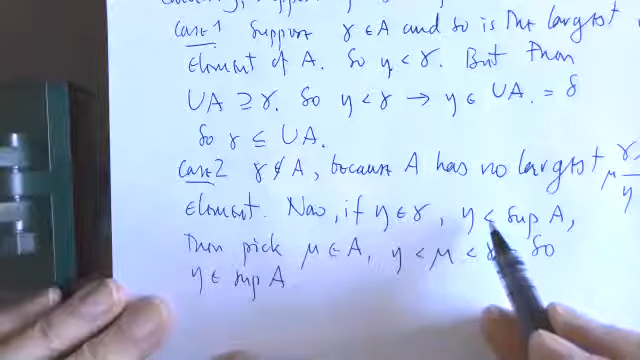 Case 1 Suppose γ ∈ A and so is the largest
element of A. So η < γ. But then
UA ≥ γ. So η < γ → η ∈ UA. = δ
So γ ≤ UA.
Case 2 γ ∉ A, because A has no largest
element. Now, if η ∈ γ, η < sup A,
Then pick μ ∈ A, η < μ < γ. So
η ∈ sup A
μ γ
η